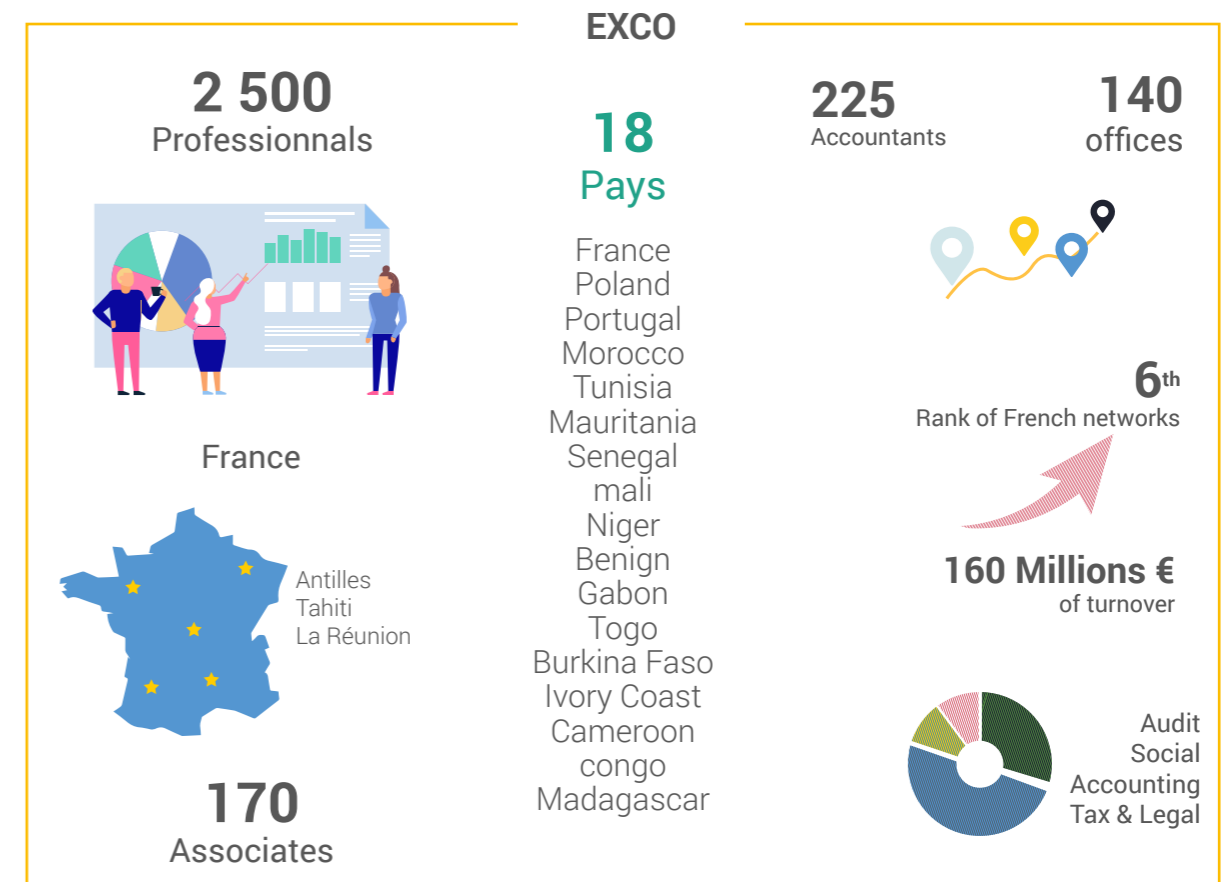 EXCO
2 500
Professionnals
France
Antilles
Tahiti
La Réunion
170
Associates
18
Pays
France
Poland
Portugal
Morocco
Tunisia
Mauritania
Senegal
mali
Niger
Benign
Gabon
Togo
Burkina Faso
Ivory Coast
Cameroon
congo
Madagascar
225
Accountants
140
offices
6th
Rank of French networks
160 Millions €
of turnover
Audit
Social
Accounting
Tax & Legal